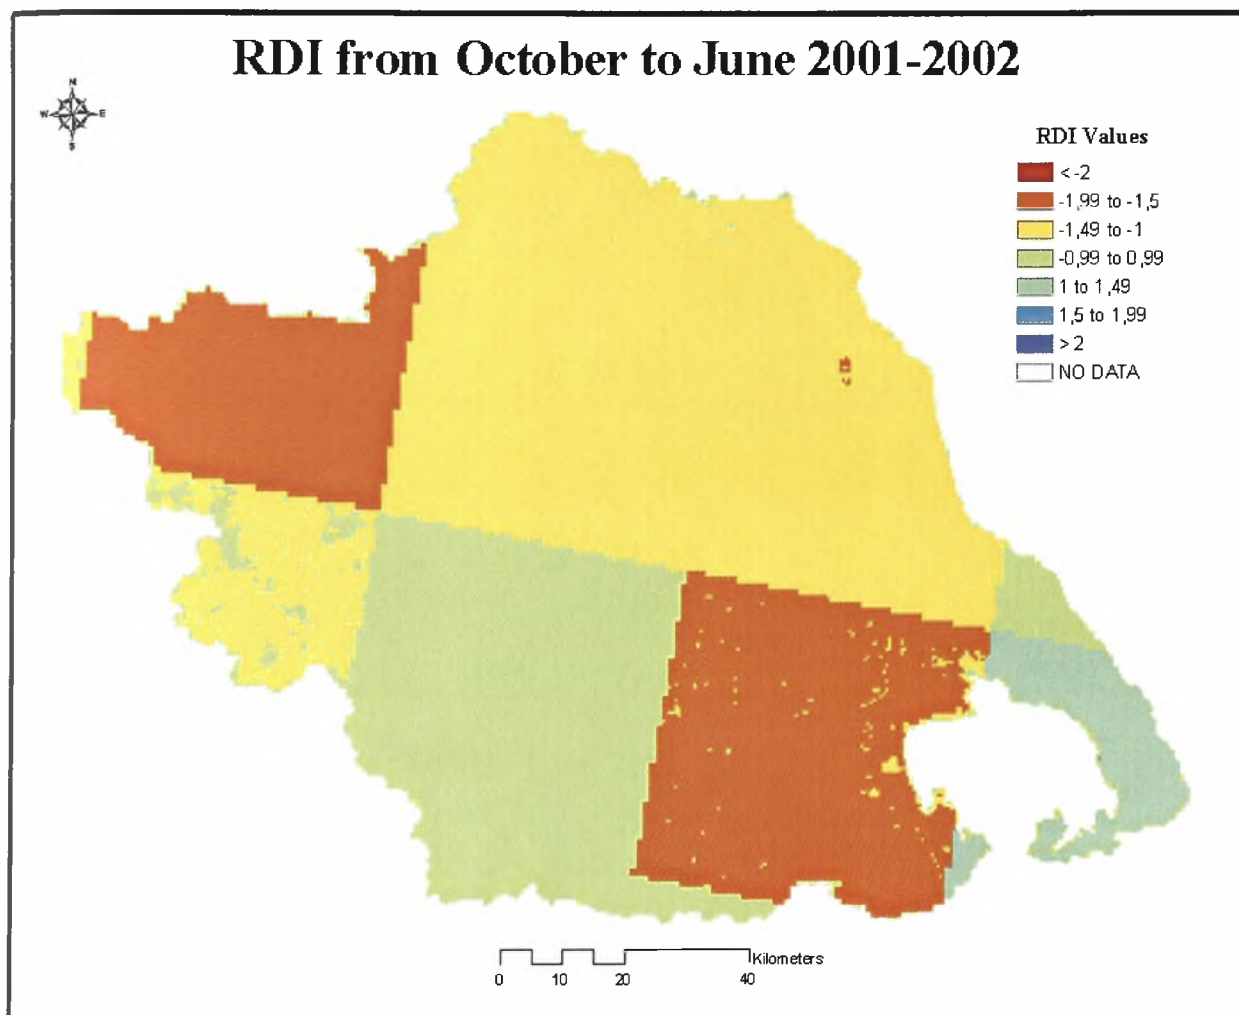 RDI from October to June 2001-2002
N
W E
S
RDI Values
< -2
-1,99 to -1,5
-1,49 to -1
-0,99 to 0,99
1 to 1,49
1,5 to 1,99
> 2
NO DATA
Kilometers
0 10 20 40